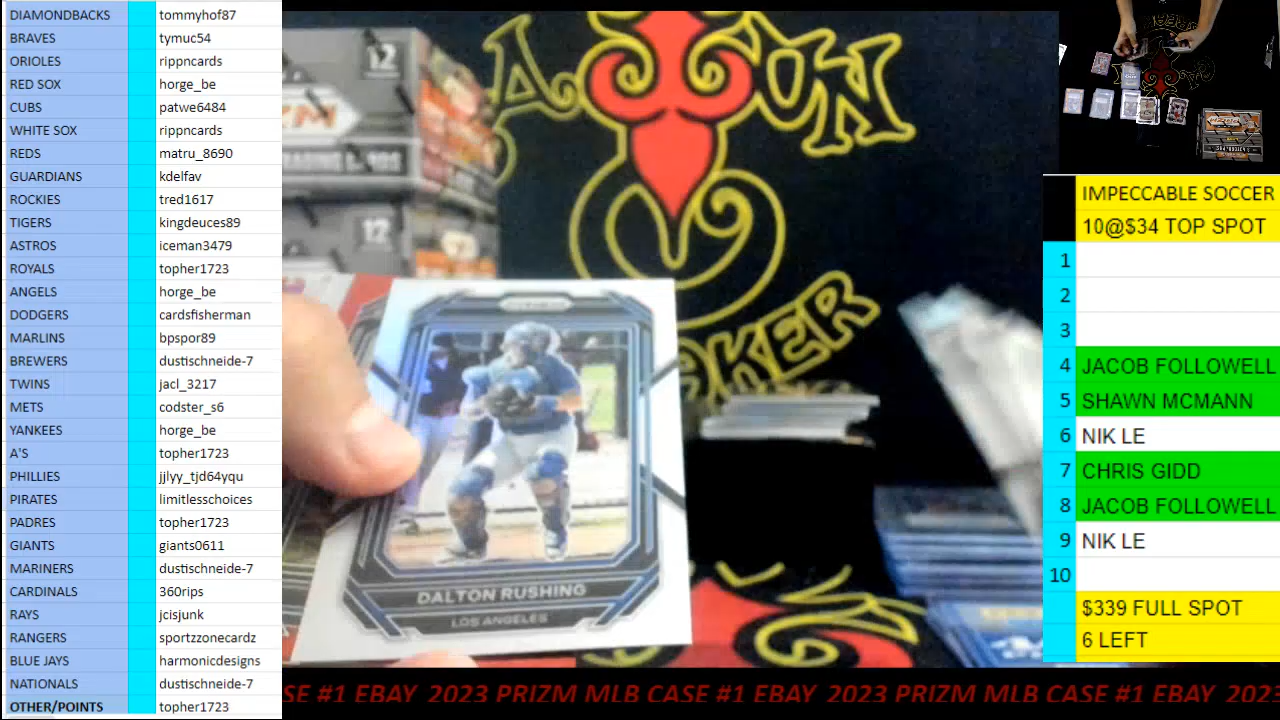 DIAMONDBACKS tommyhof87
BRAVES tymuc54
ORIOLES rippncards
RED SOX horge_be
CUBS patwe6484
WHITE SOX rippncards
REDS matru_8690
GUARDIANS kdelfav
ROCKIES tred1617
TIGERS kingdeuces89
ASTROS iceman3479
ROYALS topher1723
ANGELS horge_be
DODGERS cardsfisherman
MARLINS bpspor89
BREWERS dustischneide-7
TWINS jacl_3217
METS codster_s6
YANKEES horge_be
A'S topher1723
PHILLIES jjlyy_tjd64yqu
PIRATES limitlesschoices
PADRES topher1723
GIANTS giants0611
MARINERS dustischneide-7
CARDINALS 360rips
RAYS jcisjunk
RANGERS sportzzonecardz
BLUE JAYS harmonicdesigns
NATIONALS dustischneide-7
OTHER/POINTS topher1723
12
12
DALTON RUSHING
LOS ANGELES
IMPECCABLE SOCCER
10@$34 TOP SPOT
1
2
3
4 JACOB FOLLOWELL
5 SHAWN MCMANN
6 NIK LE
7 CHRIS GIDD
8 JACOB FOLLOWELL
9 NIK LE
10
$339 FULL SPOT
6 LEFT
SE #1 EBAY 2023 PRIZM MLB CASE #1 EBAY 2023 PRIZM MLB CASE #1 EBAY 2023